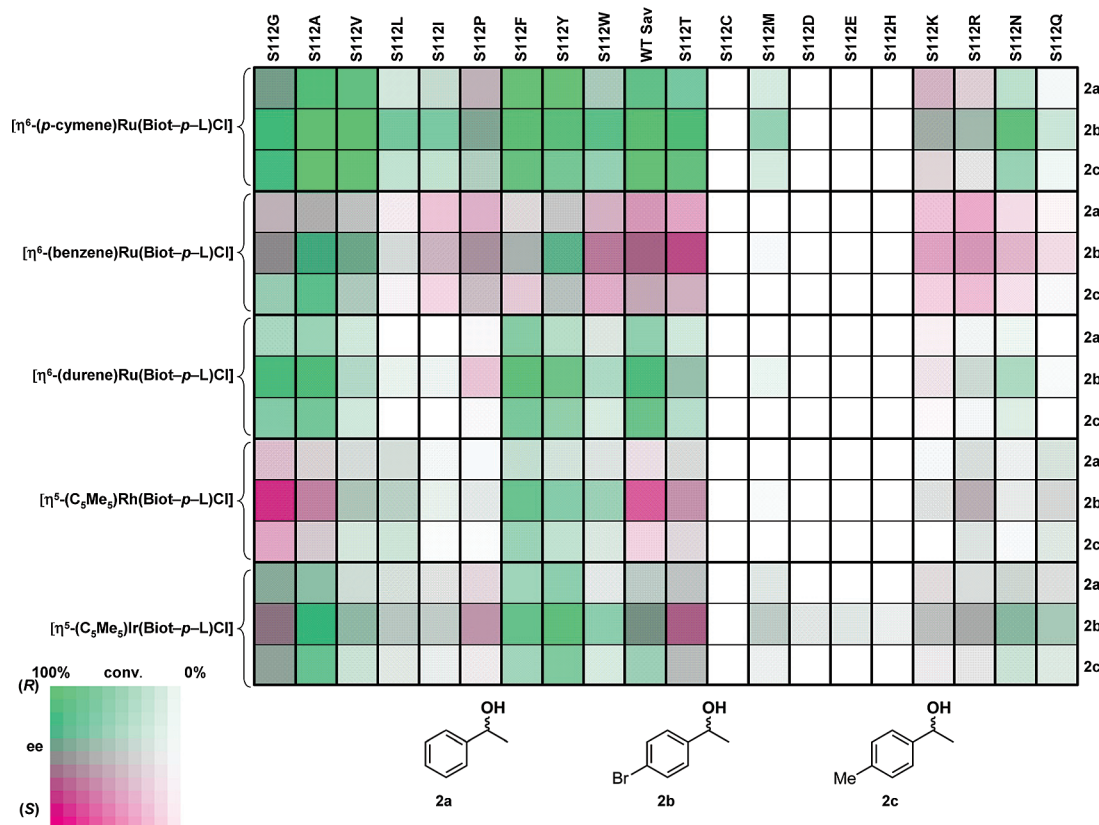 S112G S112A S112V S112L S112I S112P S112F S112Y S112W WT Sav S112T S112C S112M S112D S112E S112H S112K S112R S112N S112Q
2a
[η⁶-(p-cymene)Ru(Biot–p–L)Cl] 2b
2c
2a
[η⁶-(benzene)Ru(Biot–p–L)Cl] 2b
2c
2a
[η⁶-(durene)Ru(Biot–p–L)Cl] 2b
2c
2a
[η⁵-(C₅Me₅)Rh(Biot–p–L)Cl] 2b
2c
2a
[η⁵-(C₅Me₅)Ir(Biot–p–L)Cl] 2b
2c
100% conv. 0%
(R)
ee
(S)
OH OH OH
Br Me
2a 2b 2c